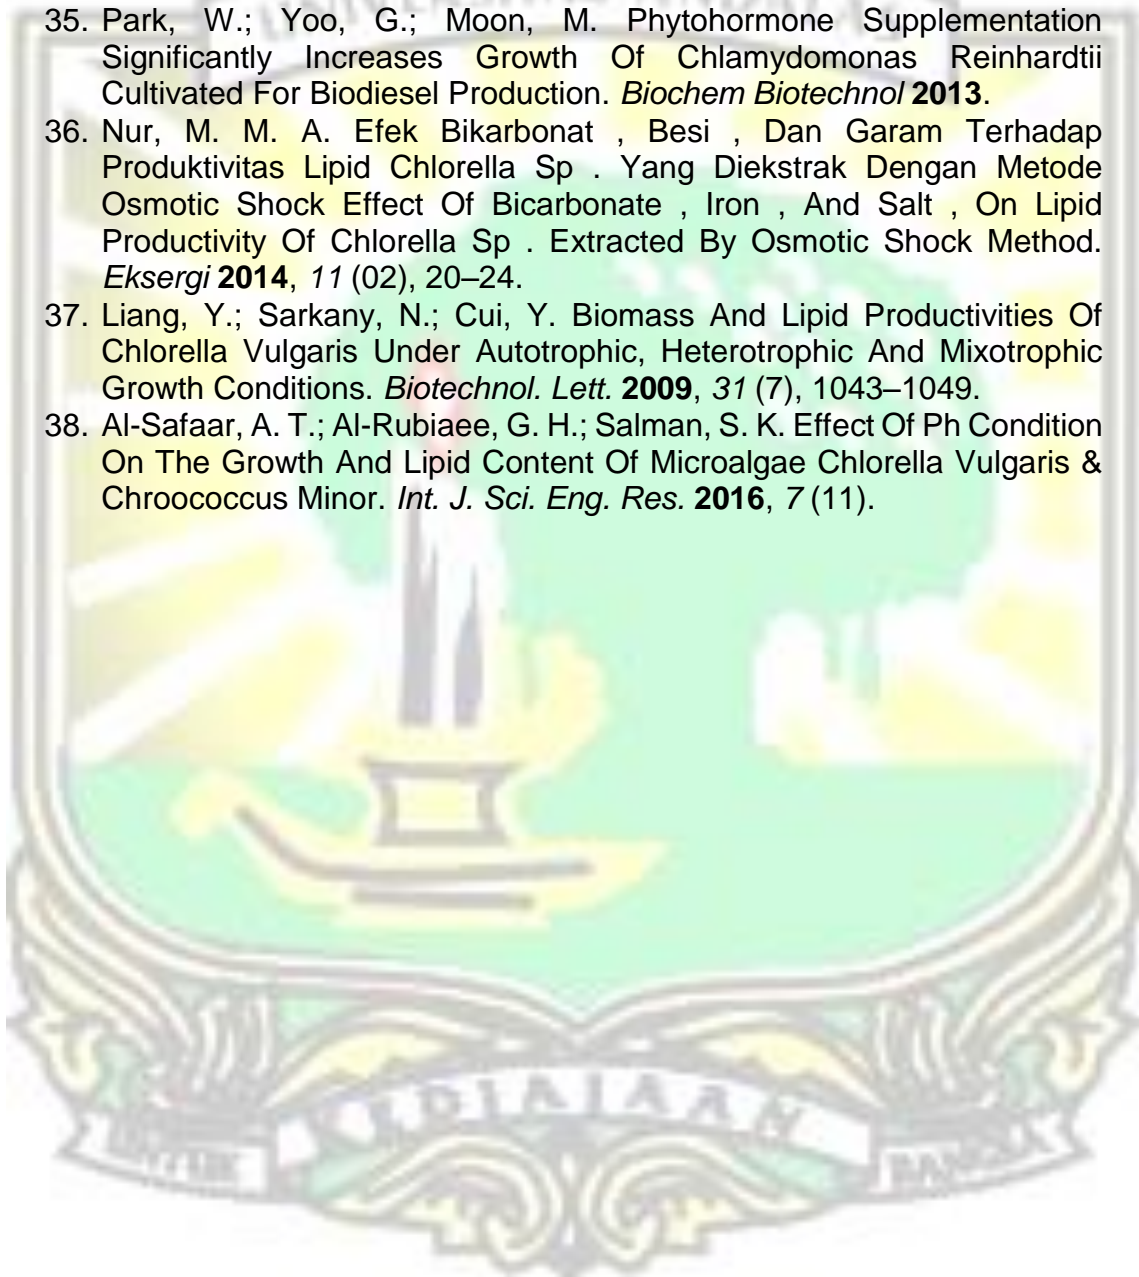 35. Park, W.; Yoo, G.; Moon, M. Phytohormone Supplementation
Significantly Increases Growth Of Chlamydomonas Reinhardtii
Cultivated For Biodiesel Production. Biochem Biotechnol 2013.
36. Nur, M. M. A. Efek Bikarbonat , Besi , Dan Garam Terhadap
Produktivitas Lipid Chlorella Sp . Yang Diekstrak Dengan Metode
Osmotic Shock Effect Of Bicarbonate , Iron , And Salt , On Lipid
Productivity Of Chlorella Sp . Extracted By Osmotic Shock Method.
Eksergi 2014, 11 (02), 20–24.
37. Liang, Y.; Sarkany, N.; Cui, Y. Biomass And Lipid Productivities Of
Chlorella Vulgaris Under Autotrophic, Heterotrophic And Mixotrophic
Growth Conditions. Biotechnol. Lett. 2009, 31 (7), 1043–1049.
38. Al-Safaar, A. T.; Al-Rubiaee, G. H.; Salman, S. K. Effect Of Ph Condition
On The Growth And Lipid Content Of Microalgae Chlorella Vulgaris &
Chroococcus Minor. Int. J. Sci. Eng. Res. 2016, 7 (11).
KEDJAJAAN
UNTUK BANGSA